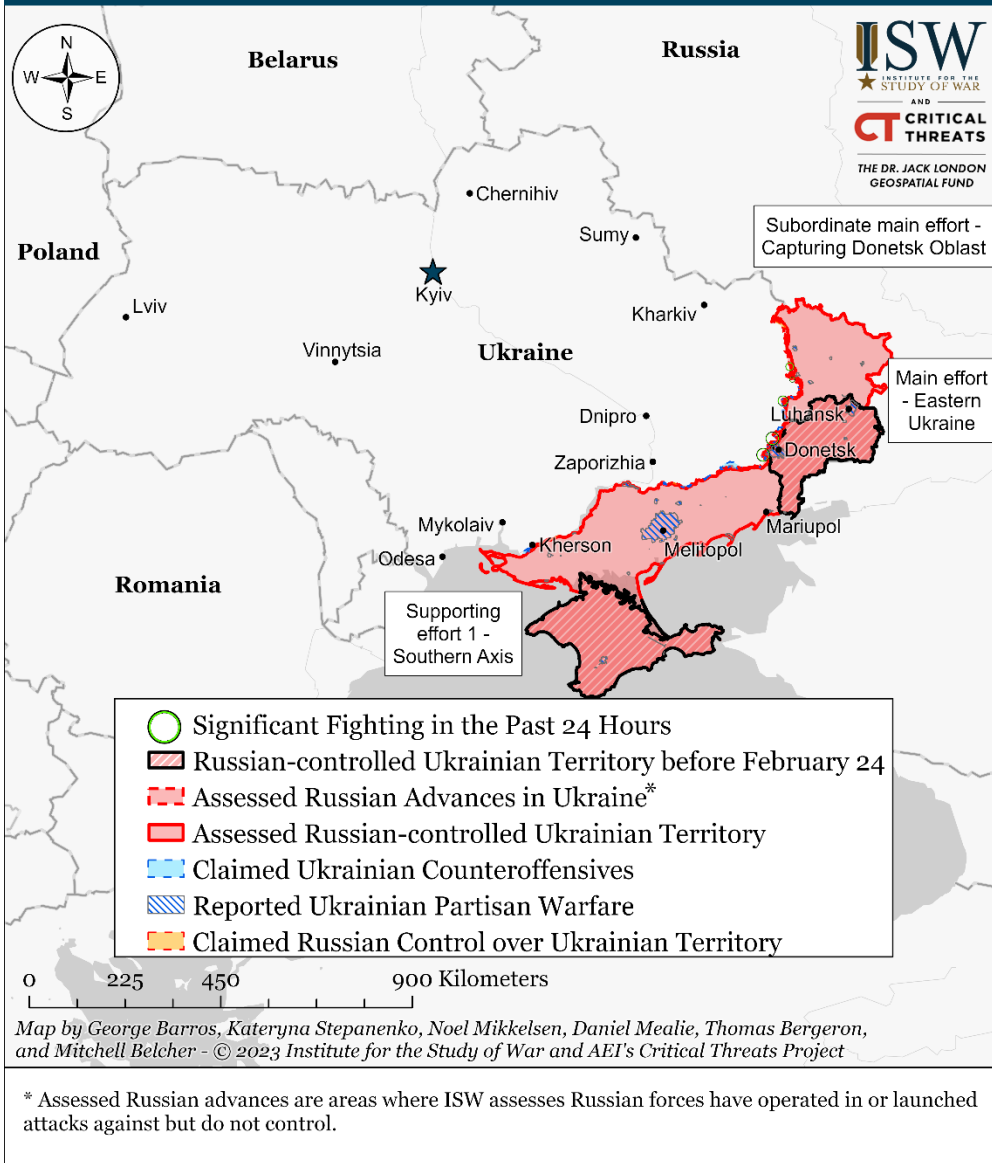 N
W
E
S
Belarus
Russia
ISW
INSTITUTE FOR THE
STUDY OF WAR
AND
CT CRITICAL
THREATS
THE DR. JACK LONDON
GEOSPATIAL FUND
Chernihiv
Sumy
Subordinate main effort -
Capturing Donetsk Oblast
Poland
Kyiv
Lviv
Kharkiv
Vinnytsia
Ukraine
Main effort
- Eastern
Ukraine
Dnipro
Luhansk
Donetsk
Zaporizhia
Mykolaiv
Mariupol
Kherson
Melitopol
Odesa
Romania
Supporting
effort 1 -
Southern Axis
Significant Fighting in the Past 24 Hours
Russian-controlled Ukrainian Territory before February 24
Assessed Russian Advances in Ukraine*
Assessed Russian-controlled Ukrainian Territory
Claimed Ukrainian Counteroffensives
Reported Ukrainian Partisan Warfare
Claimed Russian Control over Ukrainian Territory
0 225 450 900 Kilometers
Map by George Barros, Kateryna Stepanenko, Noel Mikkelsen, Daniel Mealie, Thomas Bergeron,
and Mitchell Belcher - © 2023 Institute for the Study of War and AEI's Critical Threats Project
* Assessed Russian advances are areas where ISW assesses Russian forces have operated in or launched
attacks against but do not control.